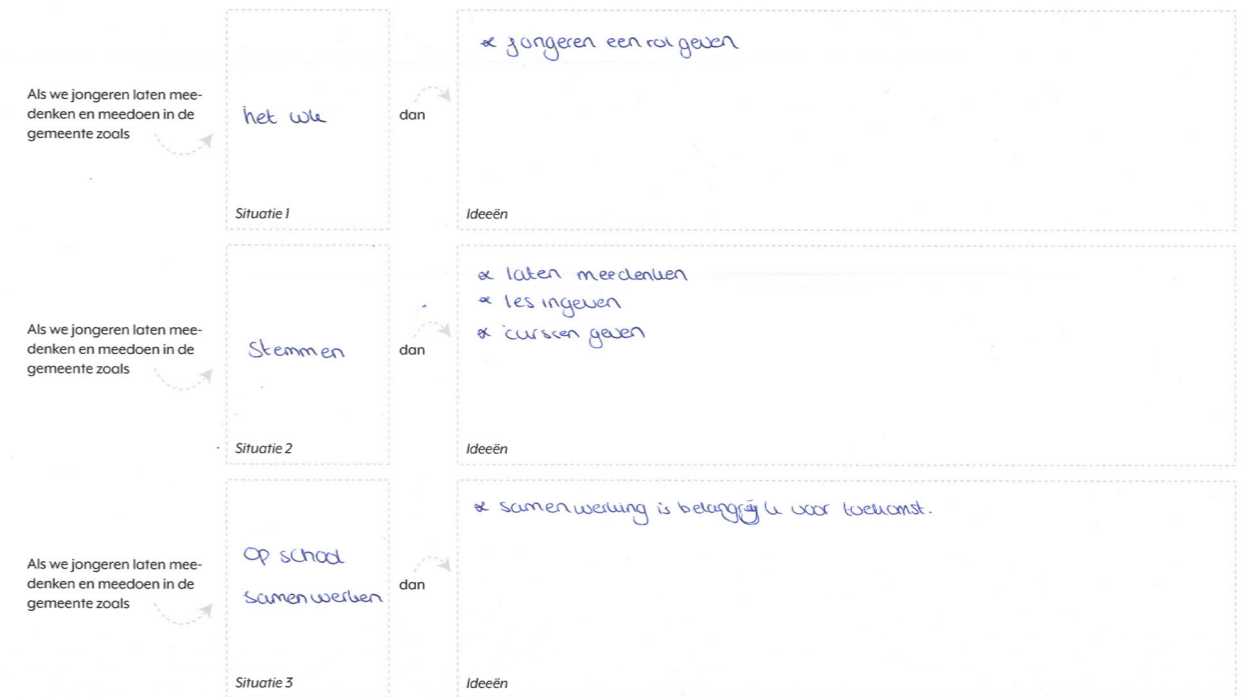 Als we jongeren laten mee-
denken en meedoen in de
gemeente zoals
het wk
Situatie 1
dan
∝ jongeren een rol geven
Ideeën
Als we jongeren laten mee-
denken en meedoen in de
gemeente zoals
Stemmen
Situatie 2
dan
∝ laten meedenken
∝ les ingeven
∝ curssen geven
Ideeën
Als we jongeren laten mee-
denken en meedoen in de
gemeente zoals
Op school
samenwerken
Situatie 3
dan
∝ samenwerking is belangrijk voor toekomst.
Ideeën